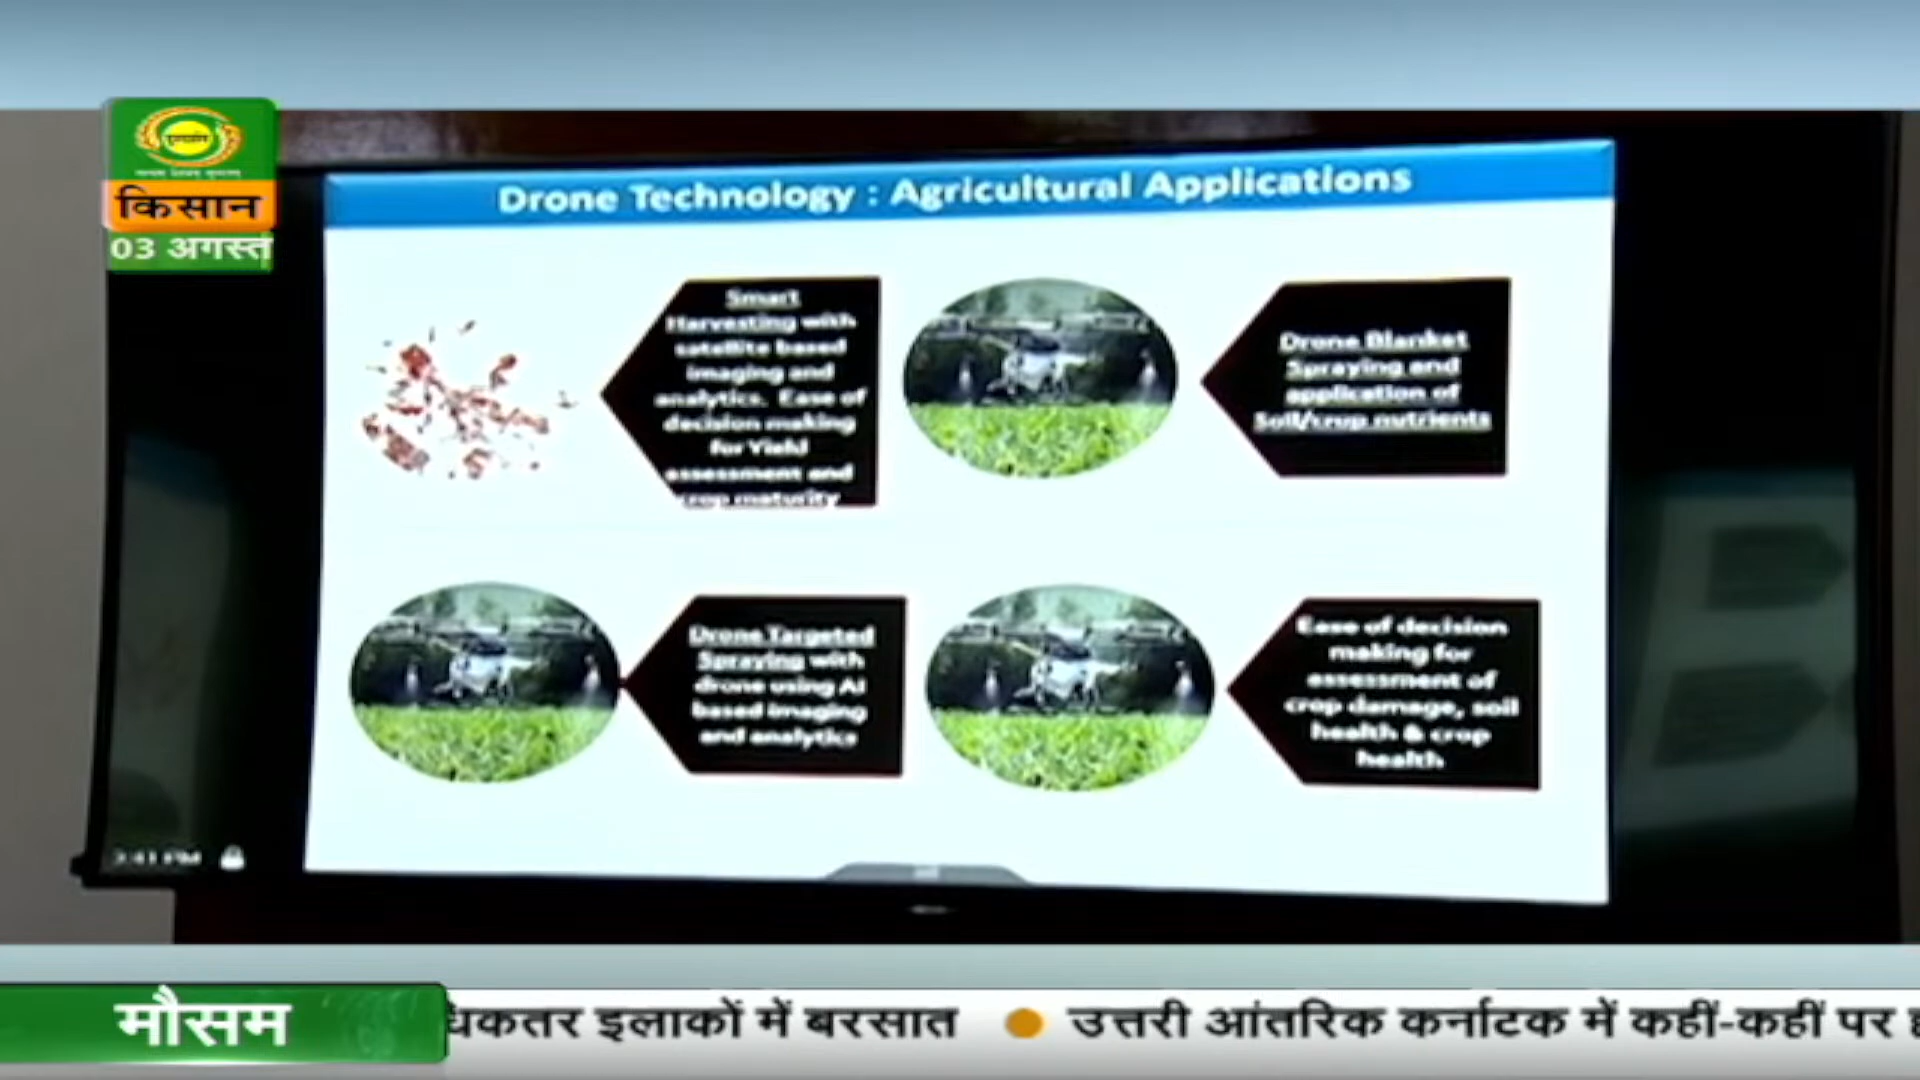 किसान
03 अगस्त
Drone Technology : Agricultural Applications
Smart
Harvesting with
satellite based
imaging and
analytics. Ease of
decision making
for Yield
assessment and
crop maturity
Drone Blanket
Spraying and
application of
Soil/crop nutrients
Drone Targeted
Spraying with
drone using AI
based imaging
and analytics
Ease of decision
making for
assessment of
crop damage, soil
health & crop
health
मौसम
धिकतर इलाकों में बरसात ● उत्तरी आंतरिक कर्नाटक में कहीं-कहीं पर